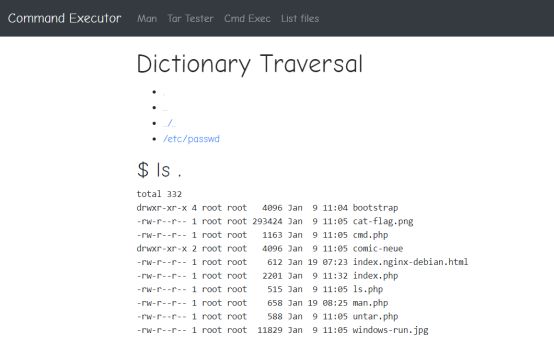 Command Executor Man Tar Tester Cmd Exec List files
Dictionary Traversal
.
..
../..
/etc/passwd
$ ls .
total 332
drwxr-xr-x 4 root root   4096 Jan  9 11:04 bootstrap
-rw-r--r-- 1 root root 293424 Jan  9 11:05 cat-flag.png
-rw-r--r-- 1 root root   1163 Jan  9 11:05 cmd.php
drwxr-xr-x 2 root root   4096 Jan  9 11:05 comic-neue
-rw-r--r-- 1 root root    612 Jan 19 07:23 index.nginx-debian.html
-rw-r--r-- 1 root root   2201 Jan  9 11:32 index.php
-rw-r--r-- 1 root root    515 Jan  9 11:05 ls.php
-rw-r--r-- 1 root root    658 Jan 19 08:25 man.php
-rw-r--r-- 1 root root    588 Jan  9 11:05 untar.php
-rw-r--r-- 1 root root  11829 Jan  9 11:05 windows-run.jpg